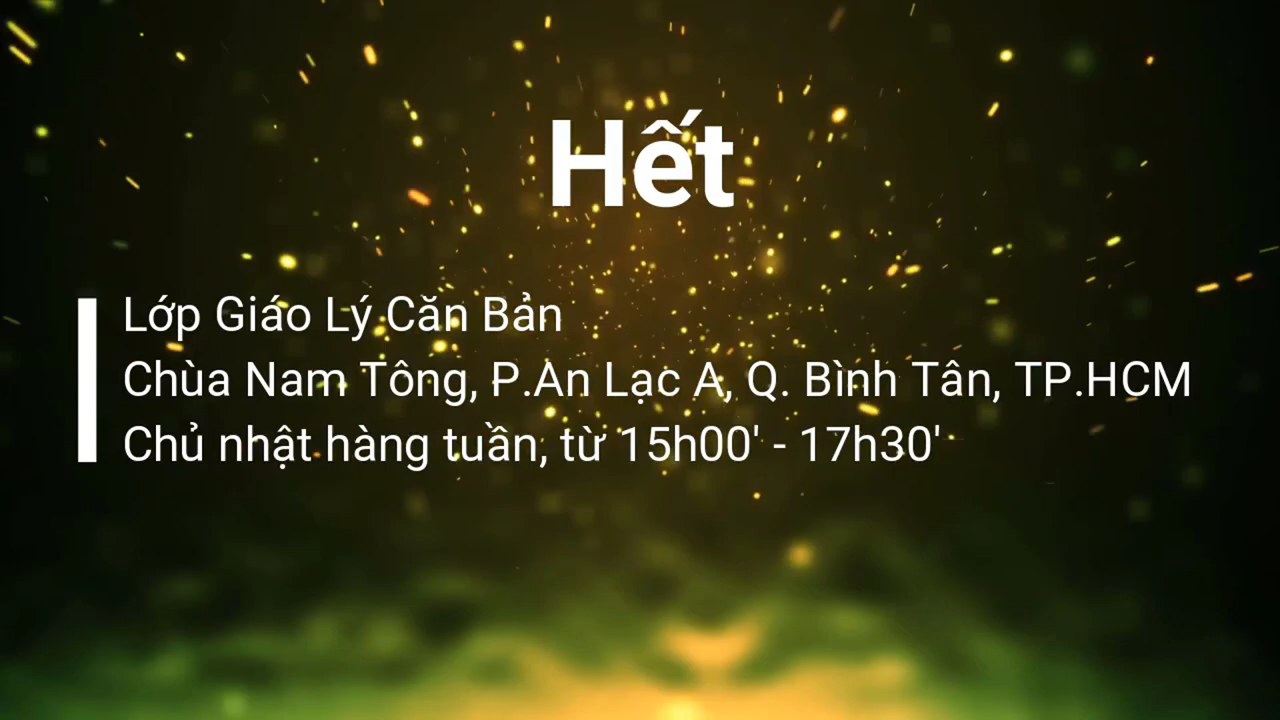 Hết
Lớp Giáo Lý Căn Bản
Chùa Nam Tông, P.An Lạc A, Q. Bình Tân, TP.HCM
Chủ nhật hàng tuần, từ 15h00' - 17h30'